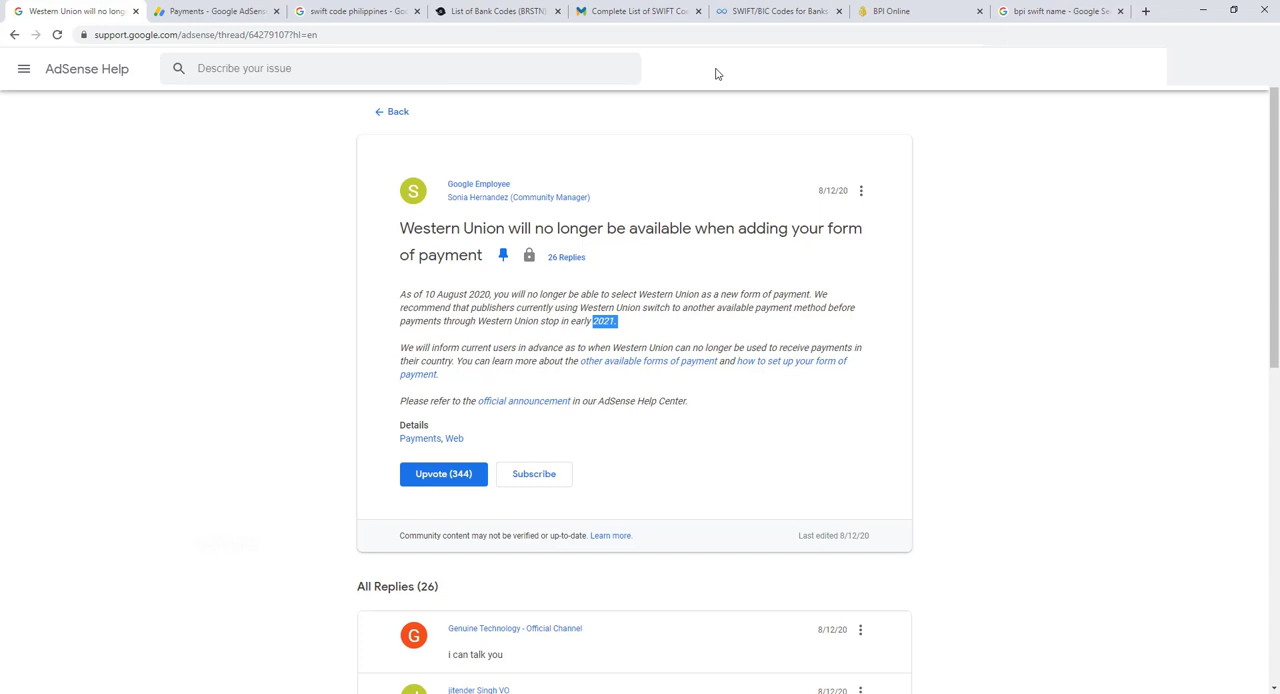 Western Union will no long
Payments - Google AdSen
swift code philippines - Go
List of Bank Codes (BRSTN)
Complete List of SWIFT Co
SWIFT/BIC Codes for Banks
BPI Online
bpi swift name - Google Se
support.google.com/adsense/thread/64279107?hl=en
AdSense Help
Describe your issue
Back
S
Google Employee
Sonia Hernandez (Community Manager)
8/12/20
Western Union will no longer be available when adding your form
of payment
26 Replies
As of 10 August 2020, you will no longer be able to select Western Union as a new form of payment. We
recommend that publishers currently using Western Union switch to another available payment method before
payments through Western Union stop in early 2021.
We will inform current users in advance as to when Western Union can no longer be used to receive payments in
their country. You can learn more about the other available forms of payment and how to set up your form of
payment.
Please refer to the official announcement in our AdSense Help Center.
Details
Payments, Web
Upvote (344)
Subscribe
Community content may not be verified or up-to-date. Learn more.
Last edited 8/12/20
All Replies (26)
G
Genuine Technology - Official Channel
8/12/20
i can talk you
jitender Singh VO
8/12/20